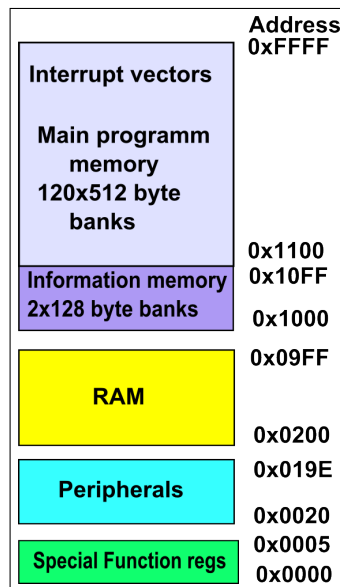 Address
0xFFFF
Interrupt vectors
Main programm
memory
120x512 byte
banks
0x1100
Information memory
0x10FF
2x128 byte banks
0x1000
0x09FF
RAM
0x0200
0x019E
Peripherals
0x0020
0x0005
Special Function regs
0x0000